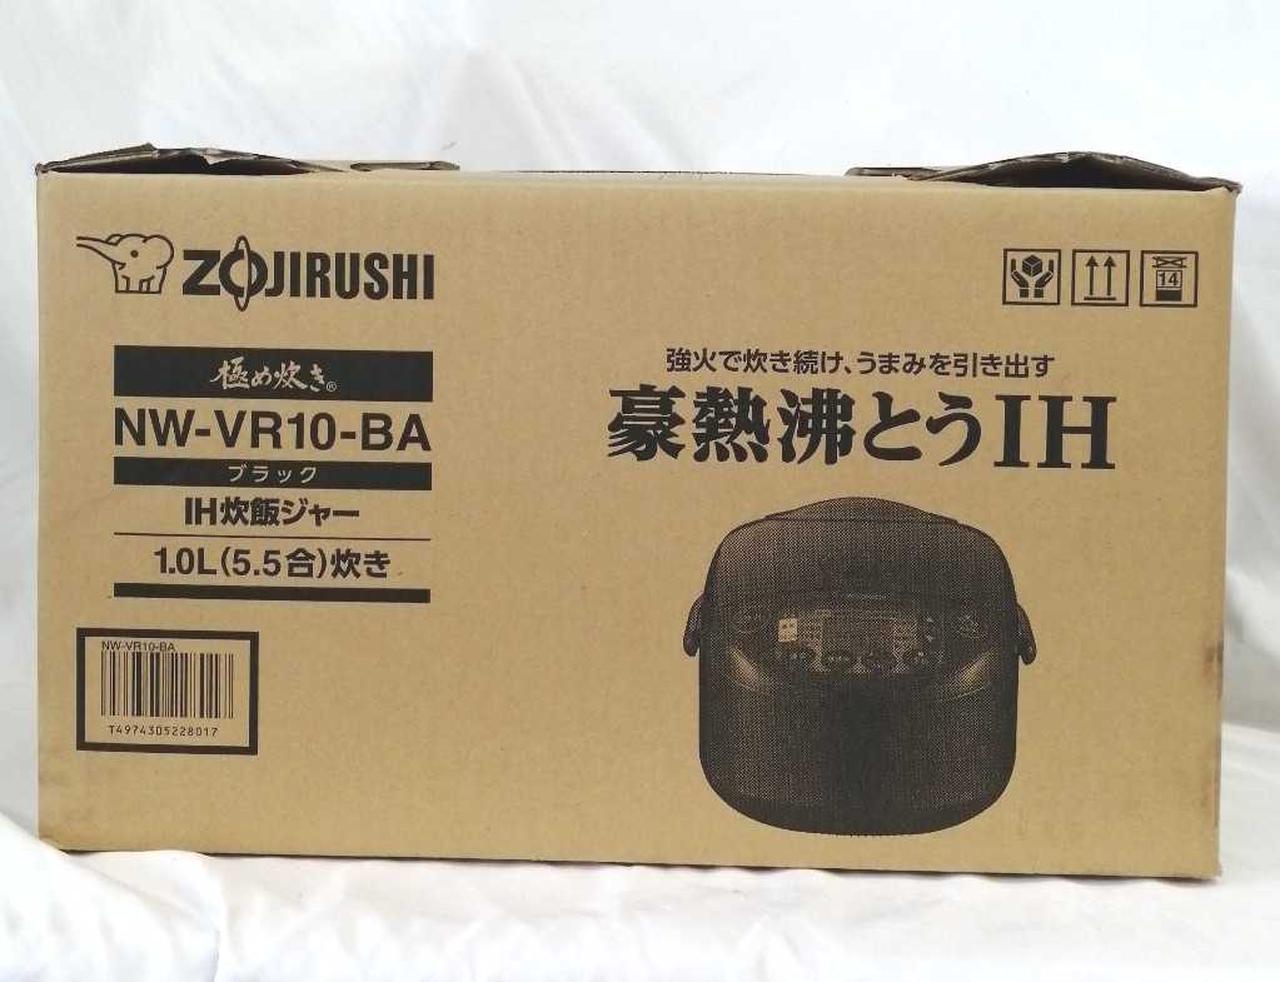 ZOJIRUSHI
極め炊き®
NW-VR10-BA
ブラック
IH炊飯ジャー
1.0L(5.5合)炊き
NW-VR10-BA
T4974305228017
14
強火で炊き続け、うまみを引き出す
豪熱沸とうIH